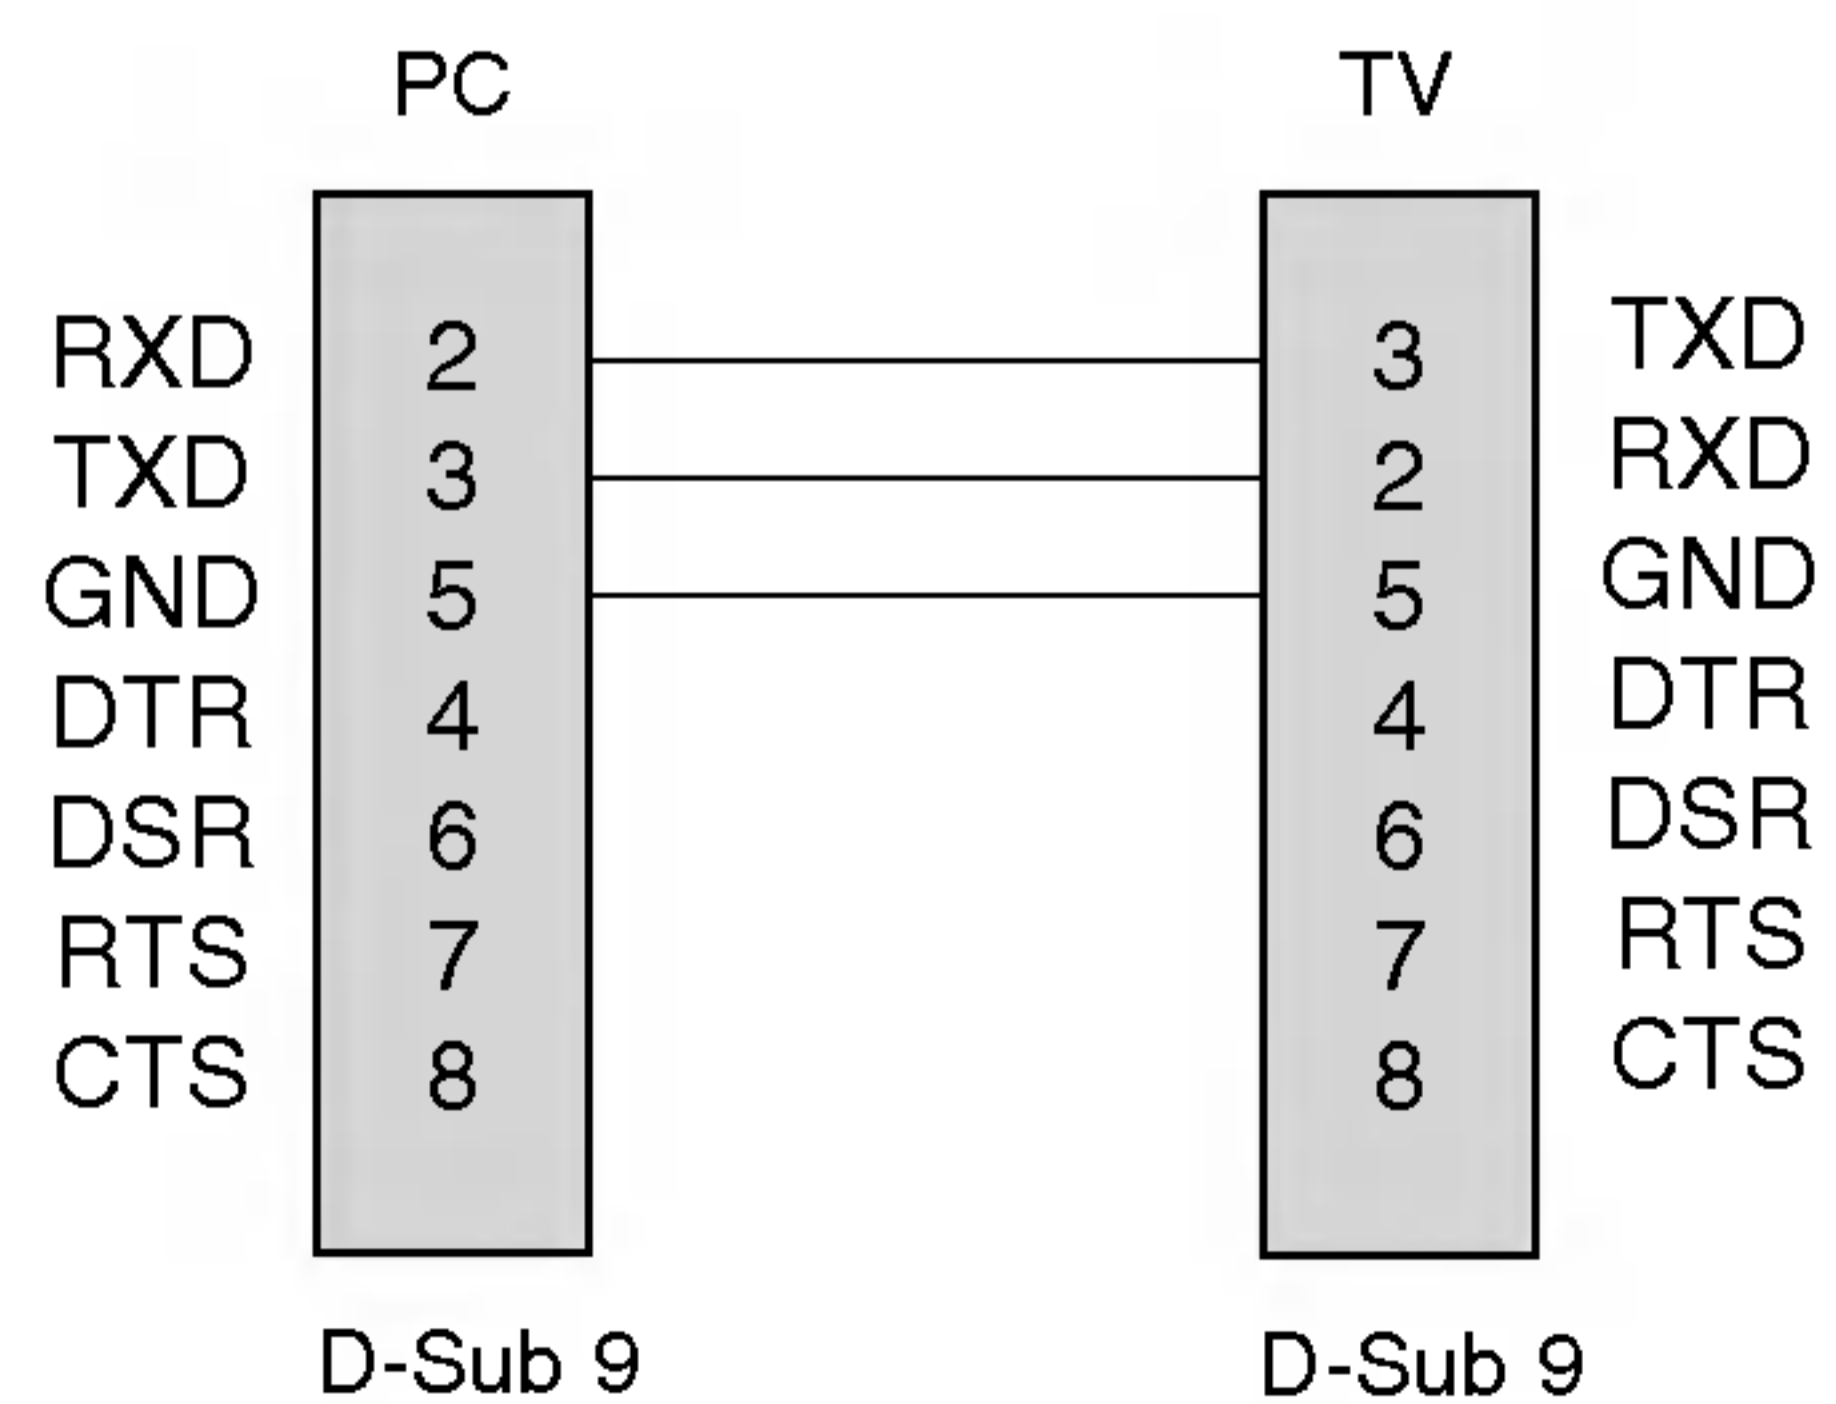 PC TV
RXD 2 3 TXD
TXD 3 2 RXD
GND 5 5 GND
DTR 4 4 DTR
DSR 6 6 DSR
RTS 7 7 RTS
CTS 8 8 CTS
D-Sub 9 D-Sub 9